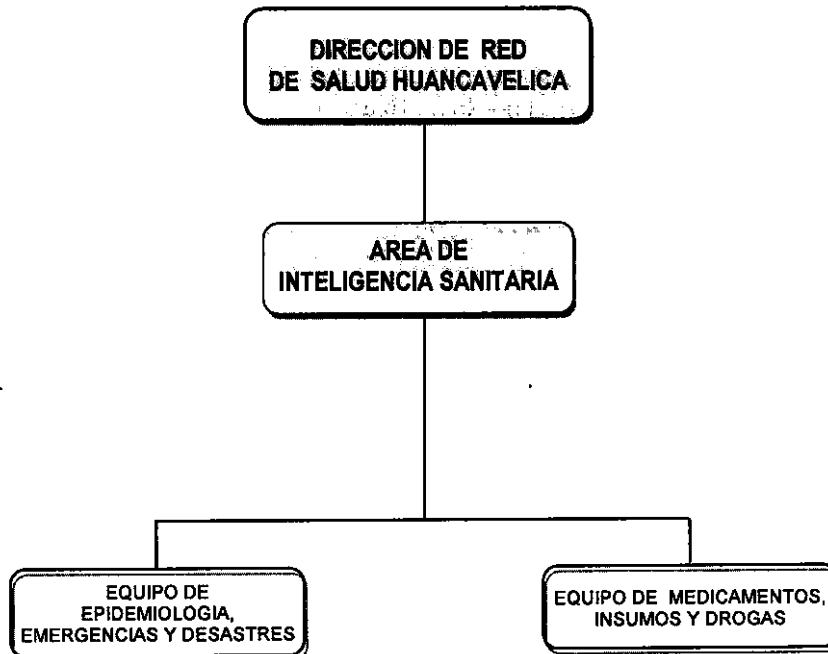 DIRECCION DE RED
DE SALUD HUANCAVELICA
AREA DE
INTELIGENCIA SANITARIA
EQUIPO DE
EPIDEMIOLOGIA,
EMERGENCIAS Y DESASTRES
EQUIPO DE MEDICAMENTOS,
INSUMOS Y DROGAS